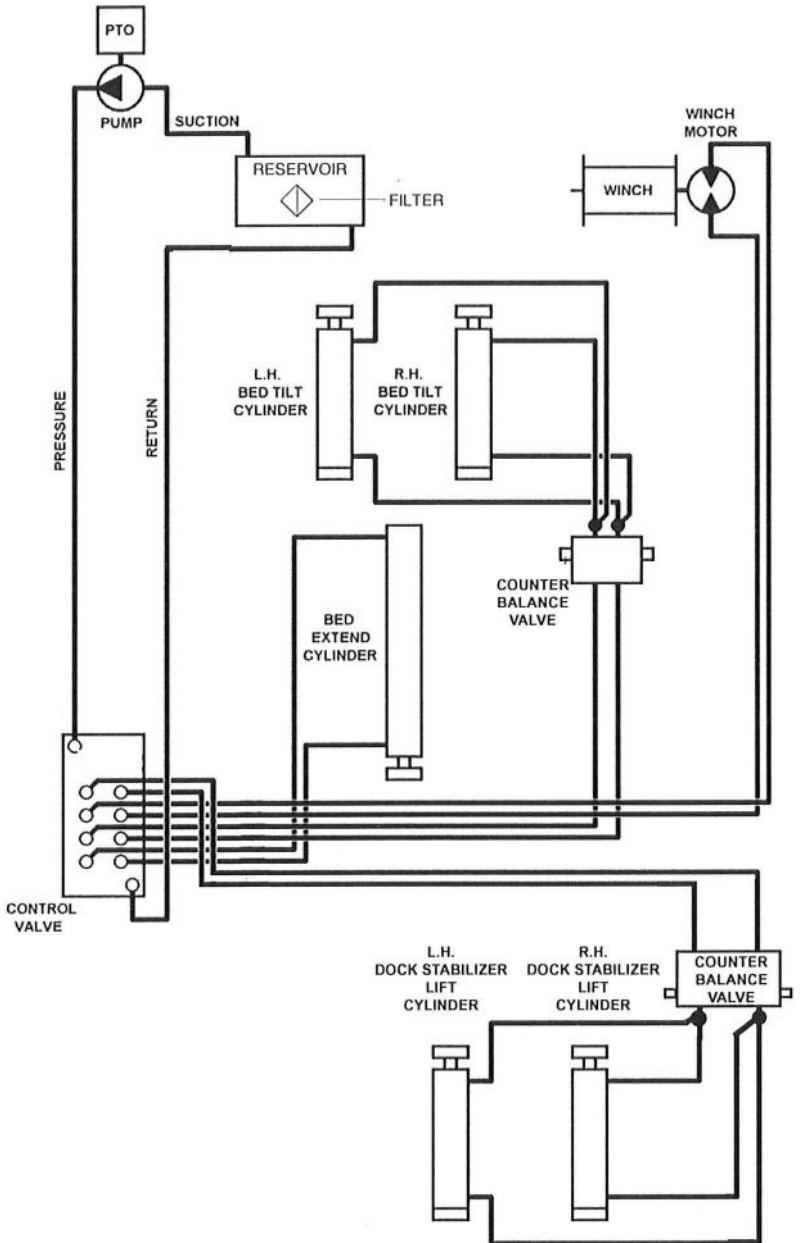 PTO
PUMP
SUCTION
RESERVOIR
FILTER
WINCH
MOTOR
WINCH
L.H.
BED TILT
CYLINDER
R.H.
BED TILT
CYLINDER
PRESSURE
RETURN
COUNTER
BALANCE
VALVE
BED
EXTEND
CYLINDER
CONTROL
VALVE
L.H.
DOCK STABILIZER
LIFT
CYLINDER
R.H.
DOCK STABILIZER
LIFT
CYLINDER
COUNTER
BALANCE
VALVE